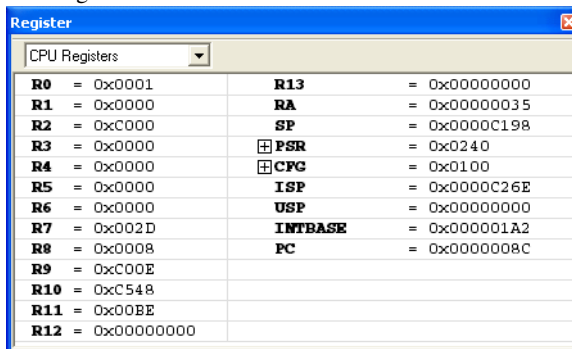 Register
CPU Registers
R0 = 0x0001 R13 = 0x00000000
R1 = 0x0000 RA = 0x00000035
R2 = 0xC000 SP = 0x0000C198
R3 = 0x0000 PSR = 0x0240
R4 = 0x0000 CFG = 0x0100
R5 = 0x0000 ISP = 0x0000C26E
R6 = 0x0000 USP = 0x00000000
R7 = 0x002D INTBASE = 0x000001A2
R8 = 0x0008 PC = 0x0000008C
R9 = 0xC00E
R10 = 0xC548
R11 = 0x00BE
R12 = 0x00000000